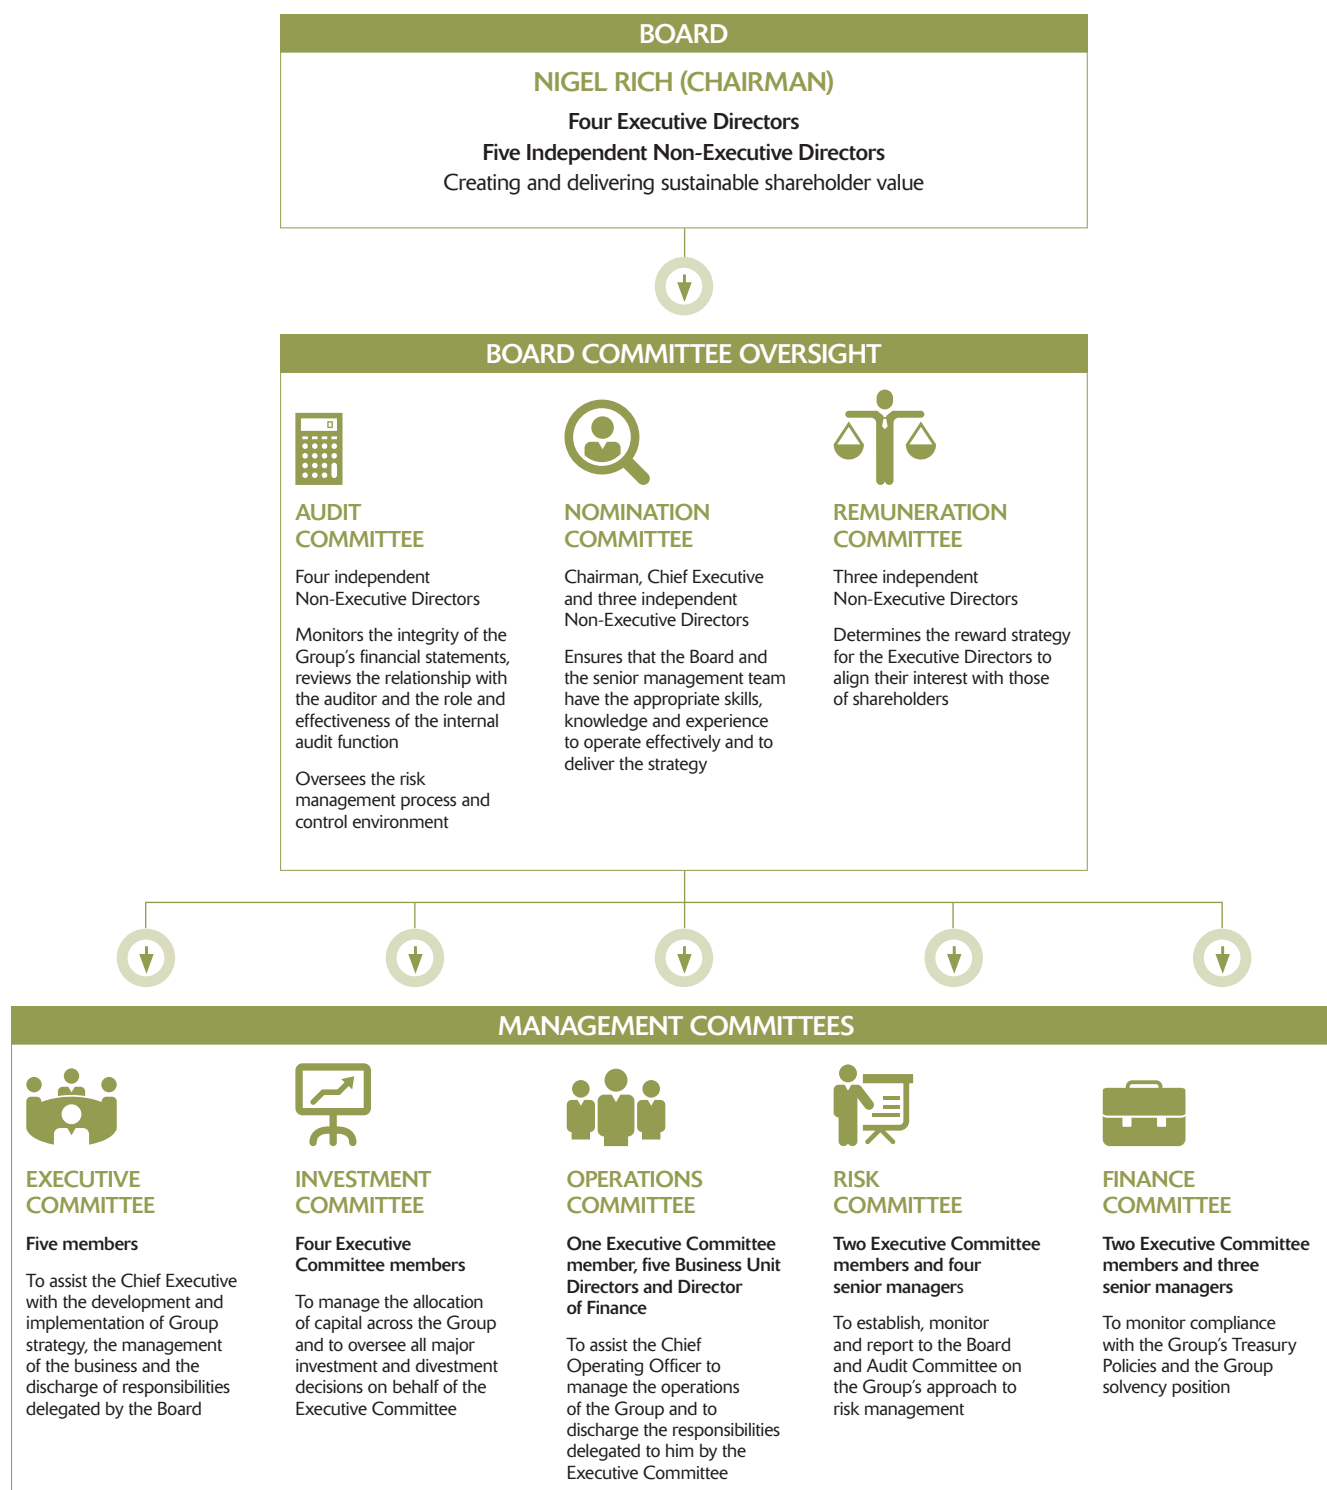 BOARD
NIGEL RICH (CHAIRMAN)
Four Executive Directors
Five Independent Non-Executive Directors
Creating and delivering sustainable shareholder value
BOARD COMMITTEE OVERSIGHT
AUDIT
COMMITTEE
Four independent
Non-Executive Directors
Monitors the integrity of the
Group’s financial statements,
reviews the relationship with
the auditor and the role and
effectiveness of the internal
audit function
Oversees the risk
management process and
control environment
NOMINATION
COMMITTEE
Chairman, Chief Executive
and three independent
Non-Executive Directors
Ensures that the Board and
the senior management team
have the appropriate skills,
knowledge and experience
to operate effectively and to
deliver the strategy
REMUNERATION
COMMITTEE
Three independent
Non-Executive Directors
Determines the reward strategy
for the Executive Directors to
align their interest with those
of shareholders
MANAGEMENT COMMITTEES
EXECUTIVE
COMMITTEE
Five members
To assist the Chief Executive
with the development and
implementation of Group
strategy, the management
of the business and the
discharge of responsibilities
delegated by the Board
INVESTMENT
COMMITTEE
Four Executive
Committee members
To manage the allocation
of capital across the Group
and to oversee all major
investment and divestment
decisions on behalf of the
Executive Committee
OPERATIONS
COMMITTEE
One Executive Committee
member, five Business Unit
Directors and Director
of Finance
To assist the Chief
Operating Officer to
manage the operations
of the Group and to
discharge the responsibilities
delegated to him by the
Executive Committee
RISK
COMMITTEE
Two Executive Committee
members and four
senior managers
To establish, monitor
and report to the Board
and Audit Committee on
the Group’s approach to
risk management
FINANCE
COMMITTEE
Two Executive Committee
members and three
senior managers
To monitor compliance
with the Group’s Treasury
Policies and the Group
solvency position